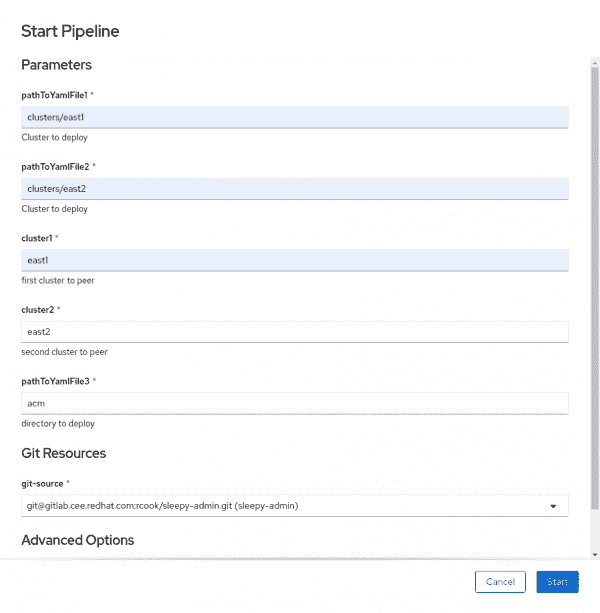 Start Pipeline
Parameters
pathToYamlFile1 *
clusters/east1
Cluster to deploy
pathToYamlFile2 *
clusters/east2
Cluster to deploy
cluster1 *
east1
first cluster to peer
cluster2 *
east2
second cluster to peer
pathToYamlFile3 *
acm
directory to deploy
Git Resources
git-source *
git@gitlab.cee.redhat.com:rcook/sleepy-admin.git (sleepy-admin)
Advanced Options
Cancel
Start